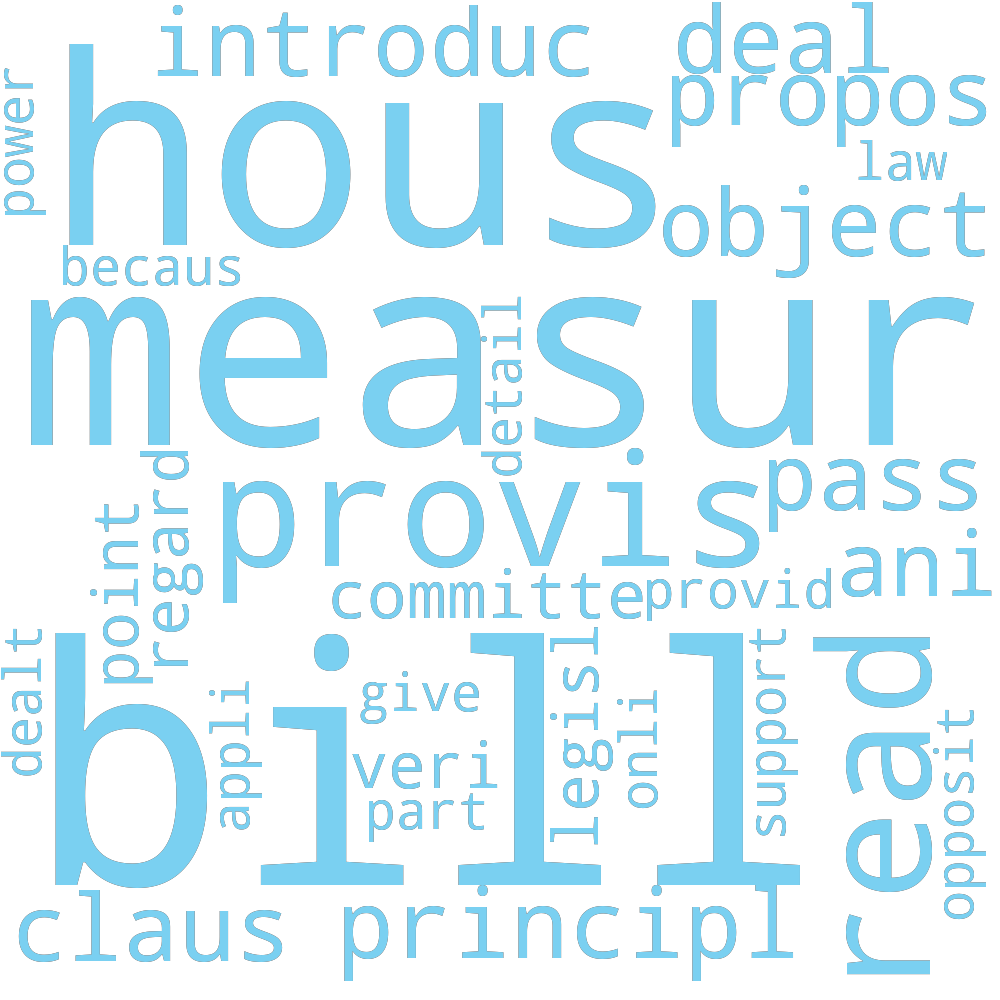 introduc
deal
hous
propos
power
law
object
becaus
measur
detail
provis
pass
regard
point
ani
committe
provid
bill
read
dealt
appli
give
legisl
support
onli
veri
part
opposit
claus
principl